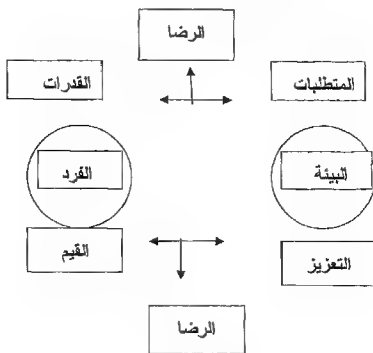 الرضا
المتطلبات
القدرات
البيئة
الفرد
التعزيز
القيم
الرضا